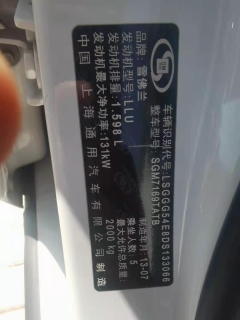 品牌：雪佛兰
车辆识别代号：LSGGG54E8DS133066
整车型号：SGM7169TATB
发动机型号：LLU
发动机排量：1.598 L
发动机最大净功率：131kW
制造年月：13-07
乘坐人数：5
最大允许总质量：2000 kg
中国 上海通用汽车有限公司 制造